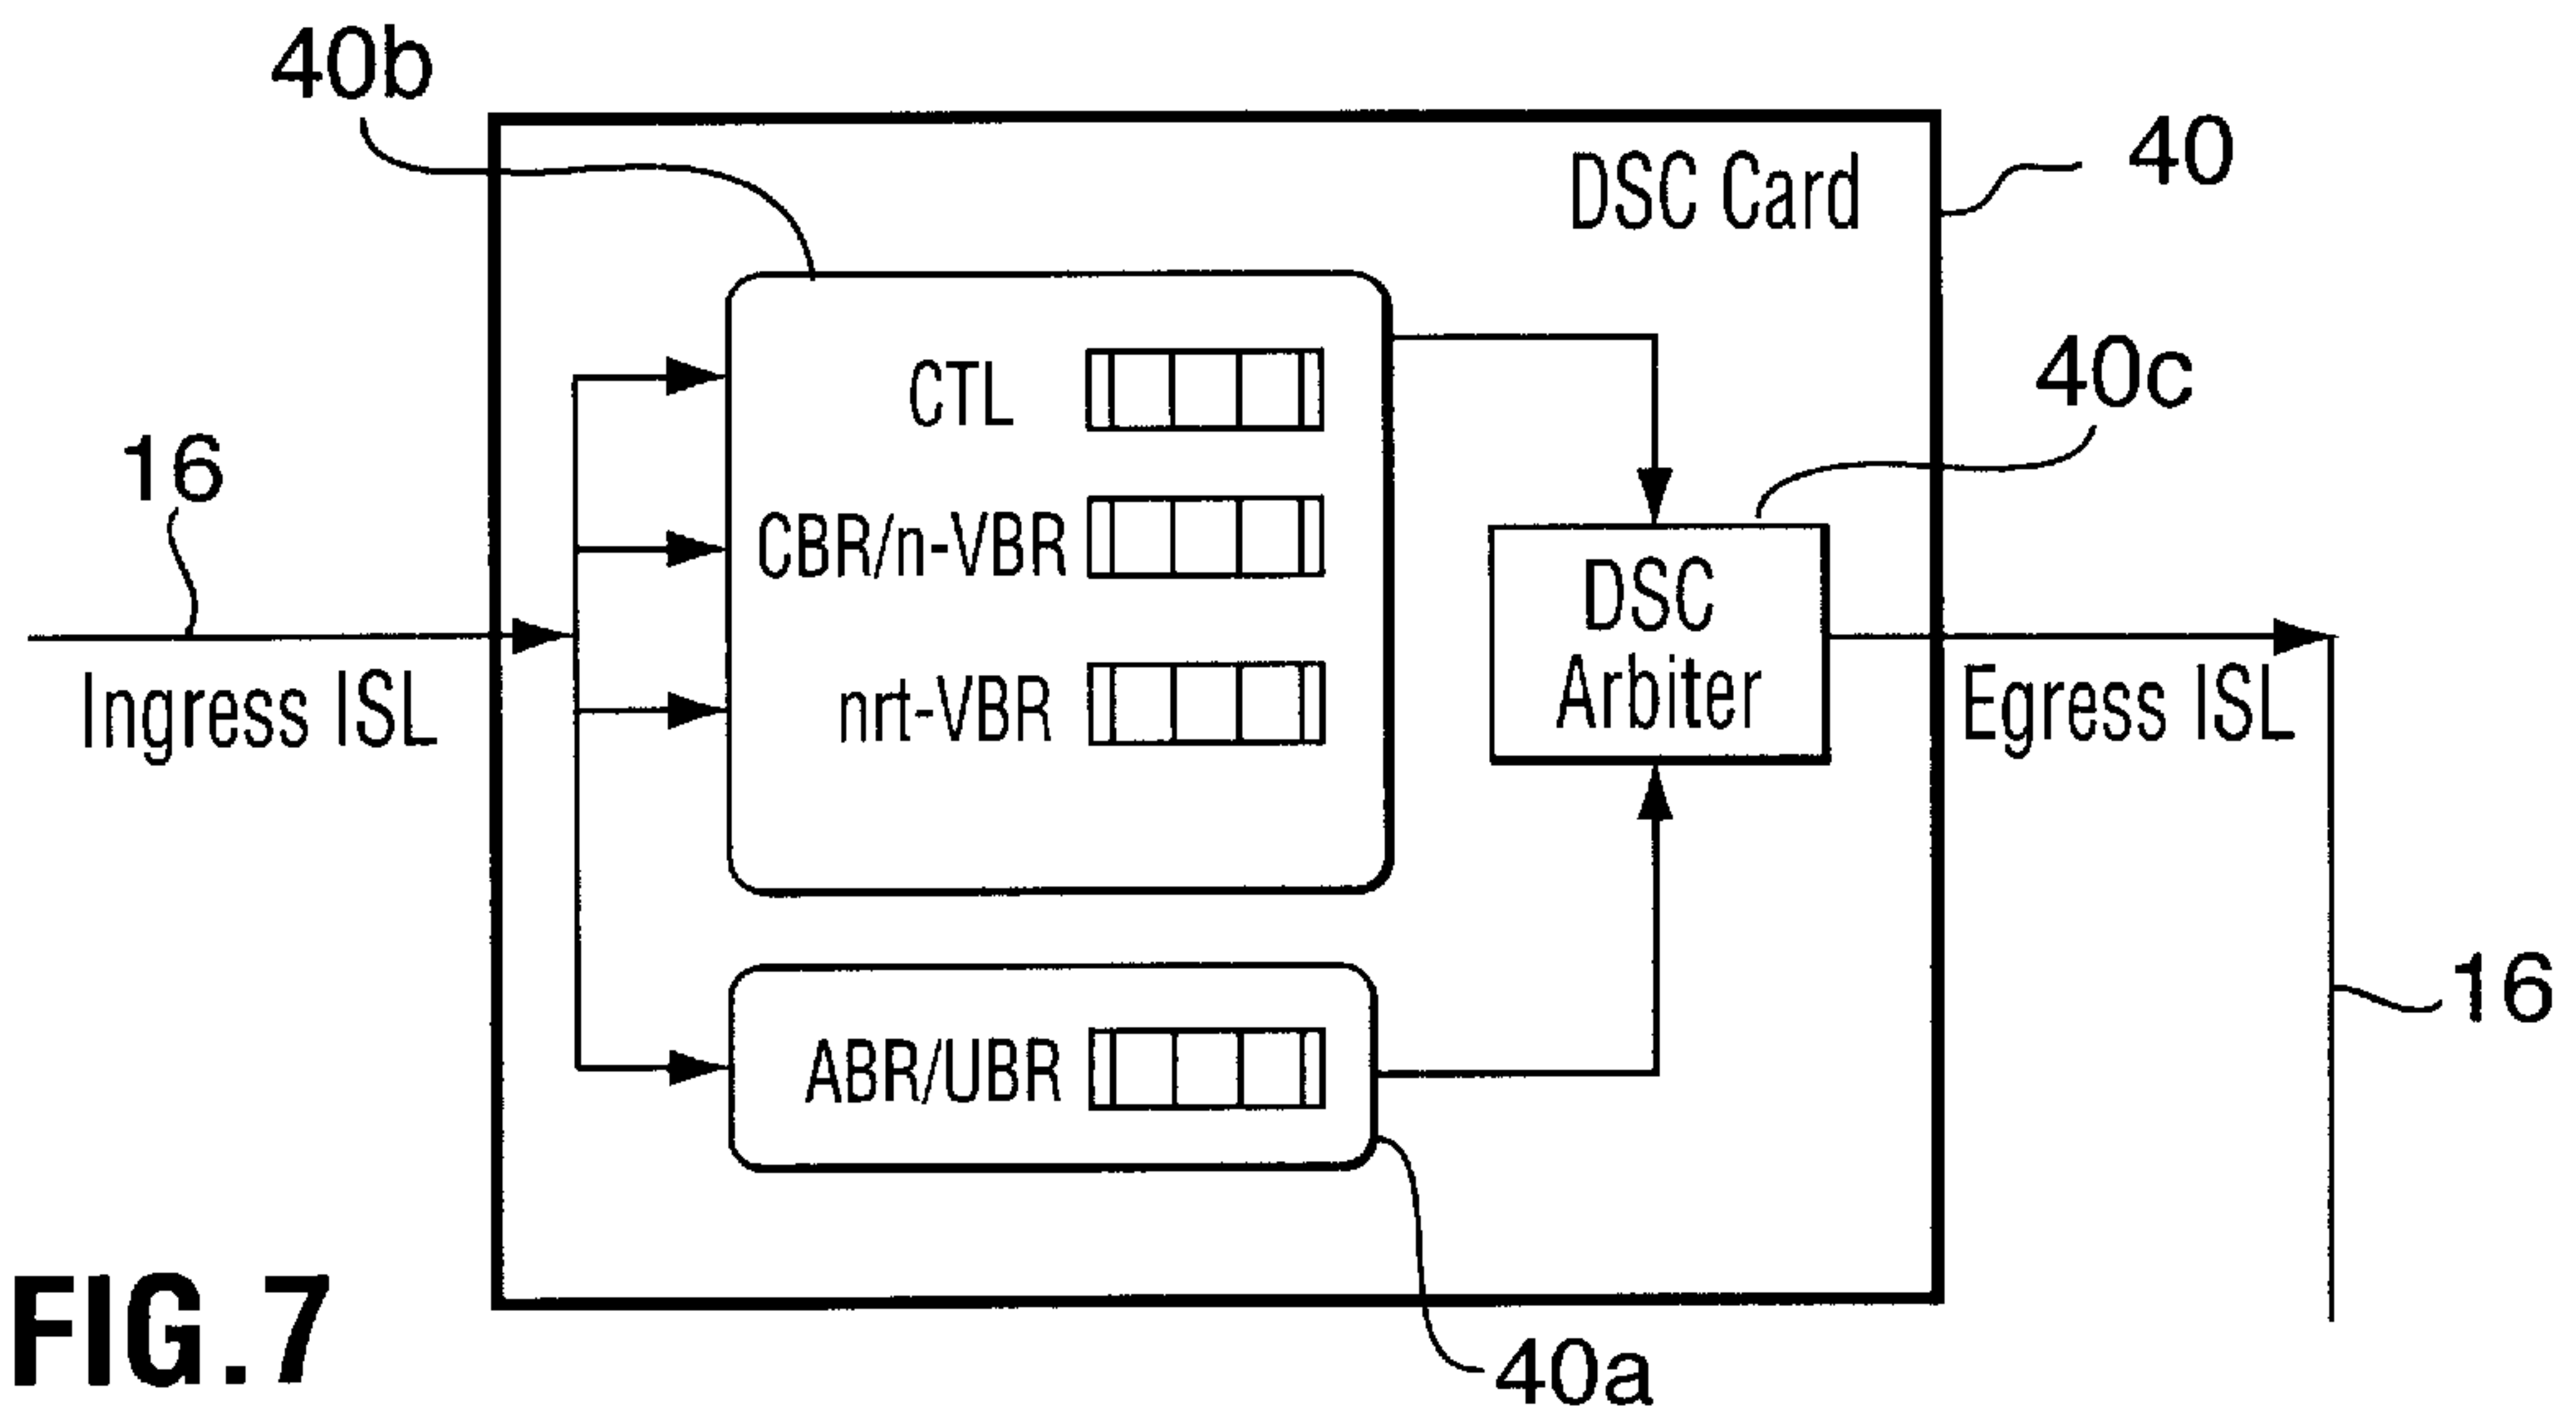 40b
DSC Card
40
CTL
40c
16
CBR/n-VBR
DSC
Arbiter
Ingress ISL
nrt-VBR
Egress ISL
16
ABR/UBR
FIG.7
40a